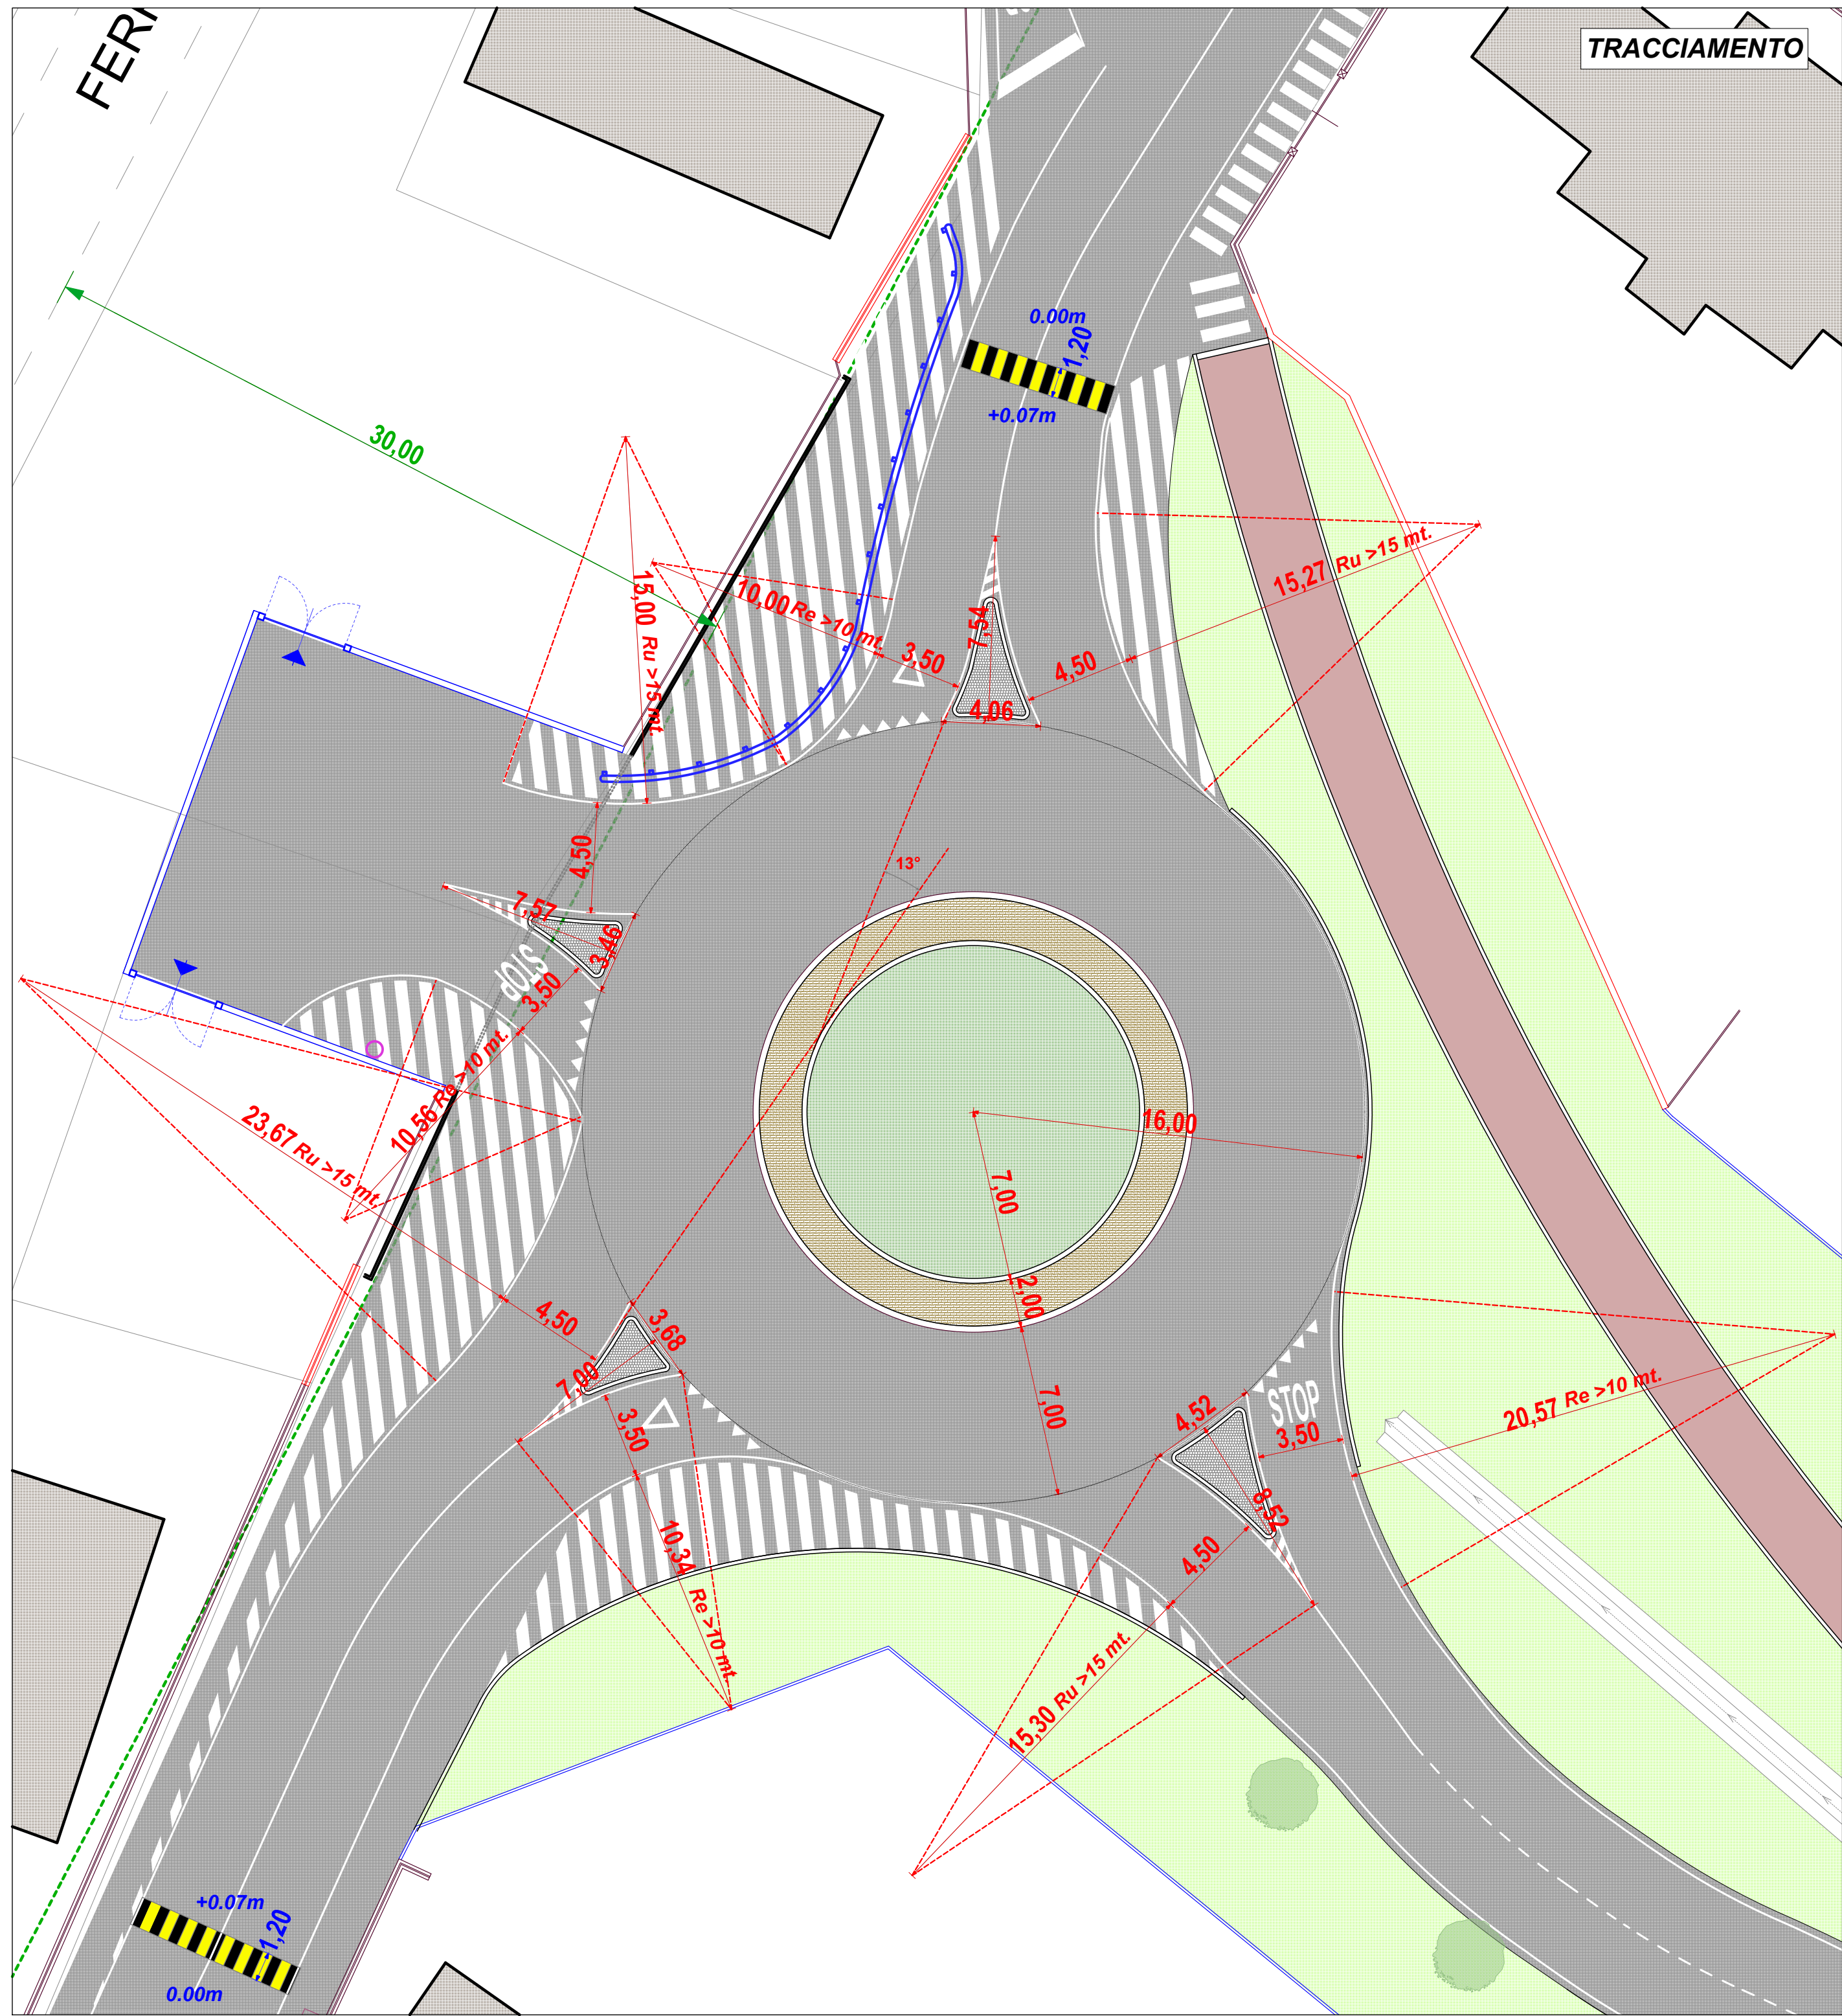 FERR
TRACCIAMENTO
0.00m
1,20
+0.07m
30,00
15,00 Ru >15 mt.
10,00 Re >10 mt.
3,50
7,54
4,06
4,50
15,27 Ru >15 mt.
4,50
13°
7,57
3,46
STOP
3,50
10,56 Re >10 mt.
23,67 Ru >15 mt.
16,00
7,00
2,00
7,00
4,50
3,68
7,00
3,50
10,34 Re >10 mt.
4,52
STOP
3,50
20,57 Re >10 mt.
8,52
4,50
15,30 Ru >15 mt.
+0.07m
1,20
0.00m